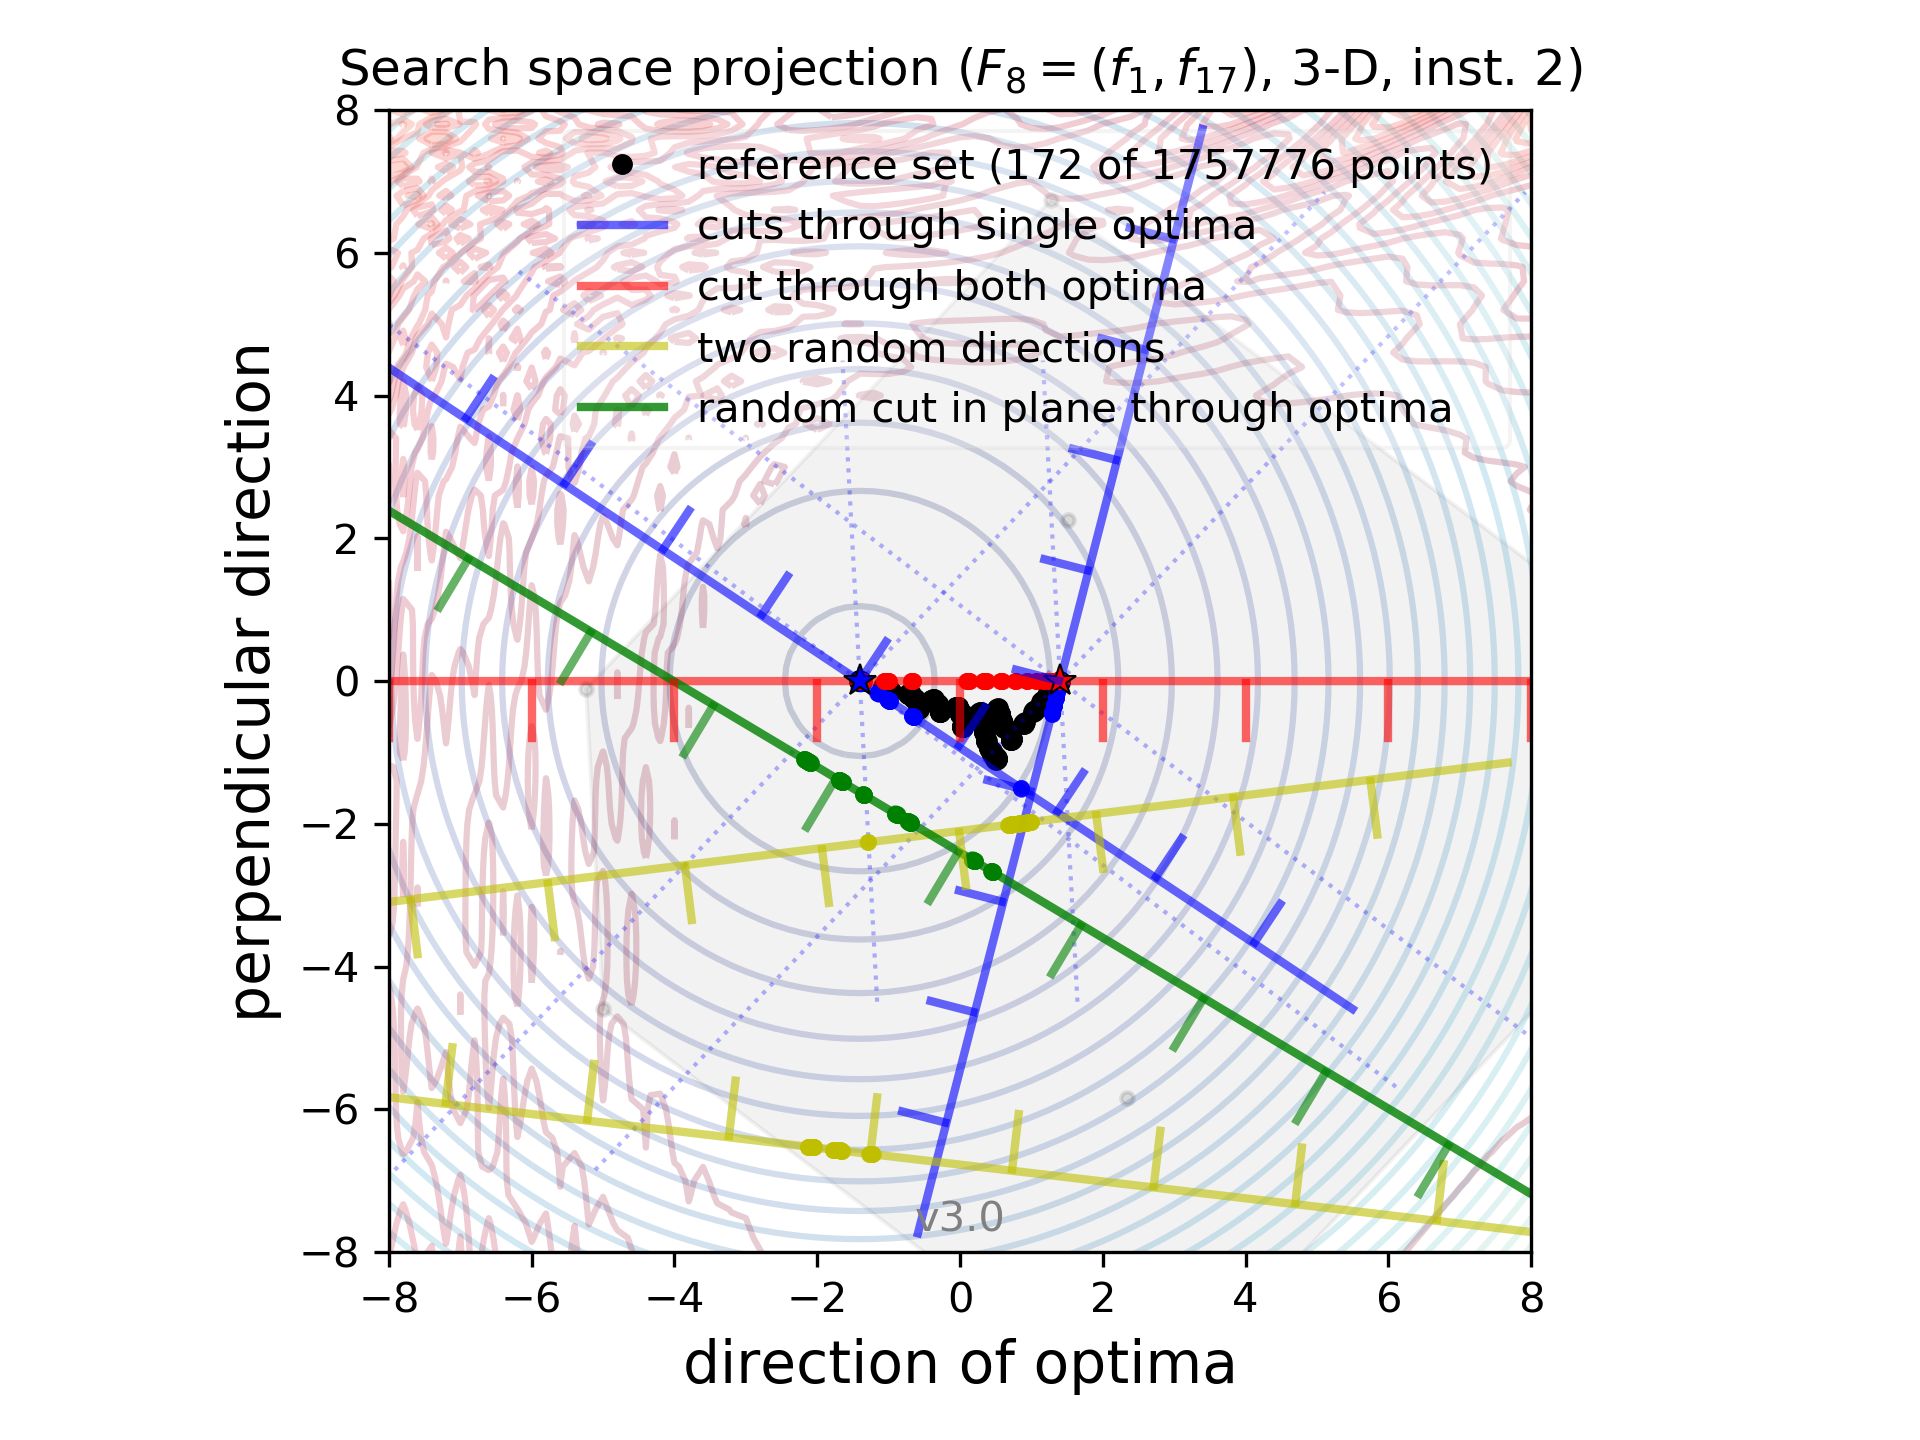 Search space projection (F8 = (f1, f17), 3-D, inst. 2)
reference set (172 of 1757776 points)
cuts through single optima
cut through both optima
two random directions
random cut in plane through optima
8
6
4
2
0
−2
−4
−6
−8
perpendicular direction
v3.0
−8 −6 −4 −2 0 2 4 6 8
direction of optima